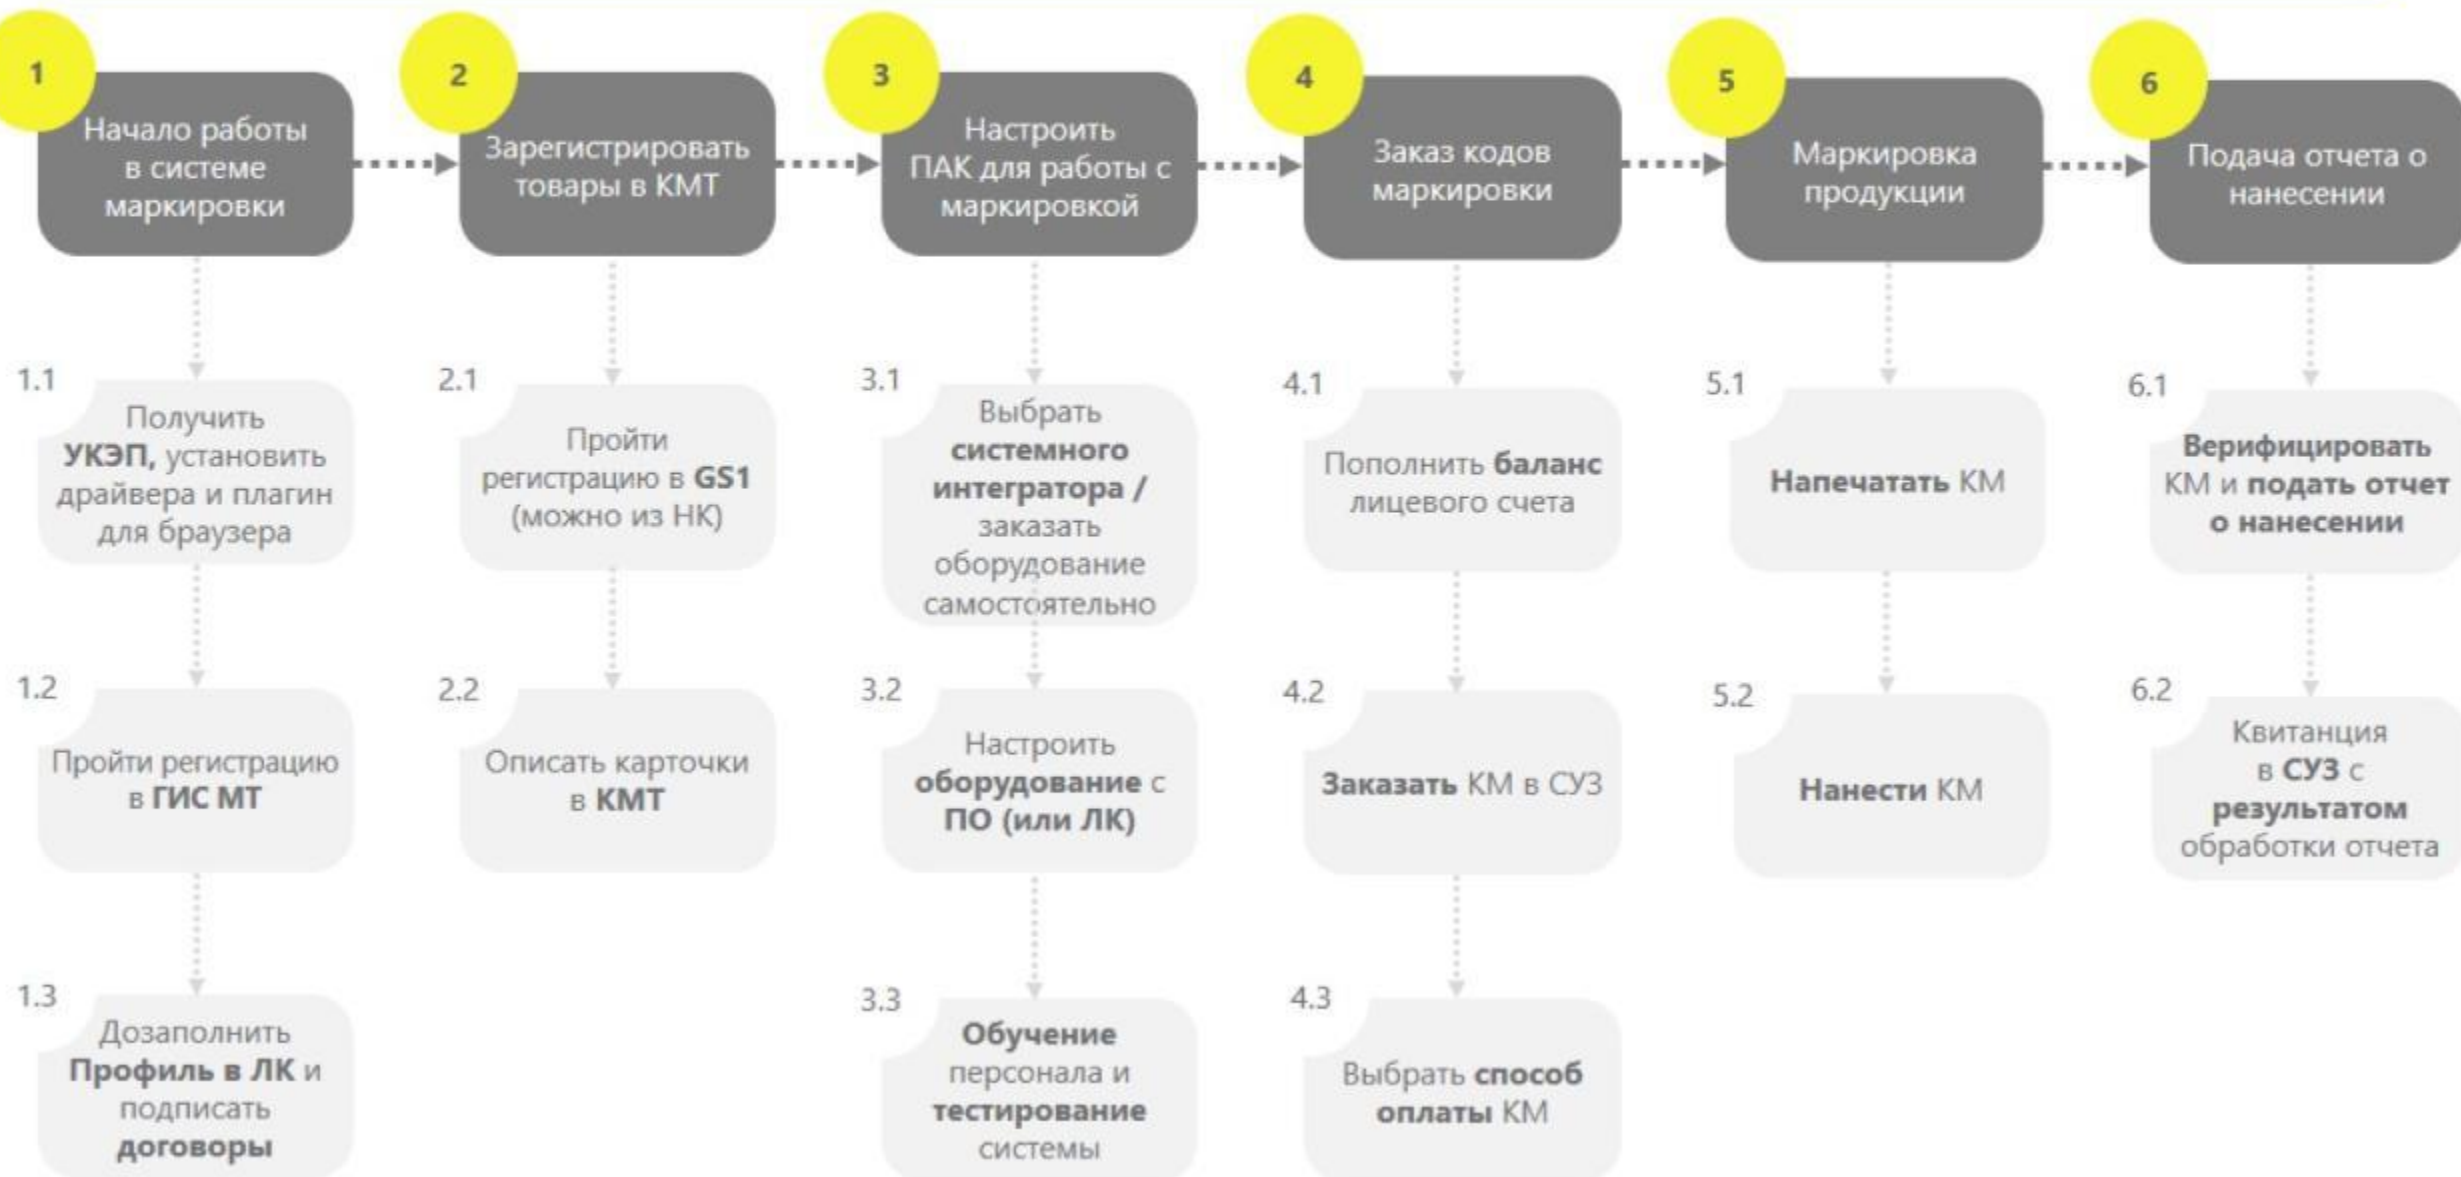 1
Начало работы
в системе
маркировки
1.1
Получить
УКЭП, установить
драйвера и плагин
для браузера
1.2
Пройти регистрацию
в ГИС МТ
1.3
Дозаполнить
Профиль в ЛК и
подписать
договоры
2
Зарегистрировать
товары в КМТ
2.1
Пройти
регистрацию в GS1
(можно из НК)
2.2
Описать карточки
в КМТ
3
Настроить
ПАК для работы с
маркировкой
3.1
Выбрать
системного
интегратора /
заказать
оборудование
самостоятельно
3.2
Настроить
оборудование с
ПО (или ЛК)
3.3
Обучение
персонала и
тестирование
системы
4
Заказ кодов
маркировки
4.1
Пополнить баланс
лицевого счета
4.2
Заказать КМ в СУЗ
4.3
Выбрать способ
оплаты КМ
5
Маркировка
продукции
5.1
Напечатать КМ
5.2
Нанести КМ
6
Подача отчета о
нанесении
6.1
Верифицировать
КМ и подать отчет
о нанесении
6.2
Квитанция
в СУЗ с
результатом
обработки отчета